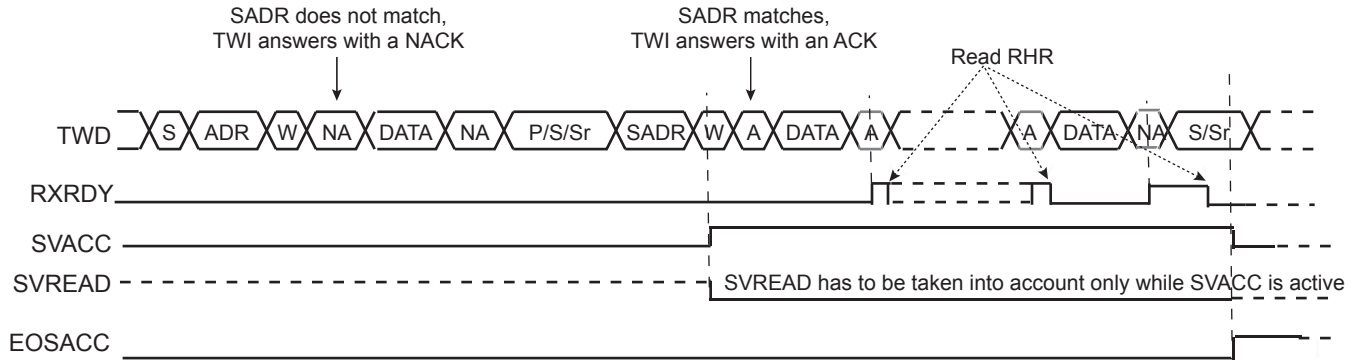 SADR does not match,
TWI answers with a NACK
SADR matches,
TWI answers with an ACK
Read RHR
TWD S ADR W NA DATA NA P/S/Sr SADR W A DATA A A DATA NA S/Sr
RXRDY
SVACC
SVREAD SVREAD has to be taken into account only while SVACC is active
EOSACC